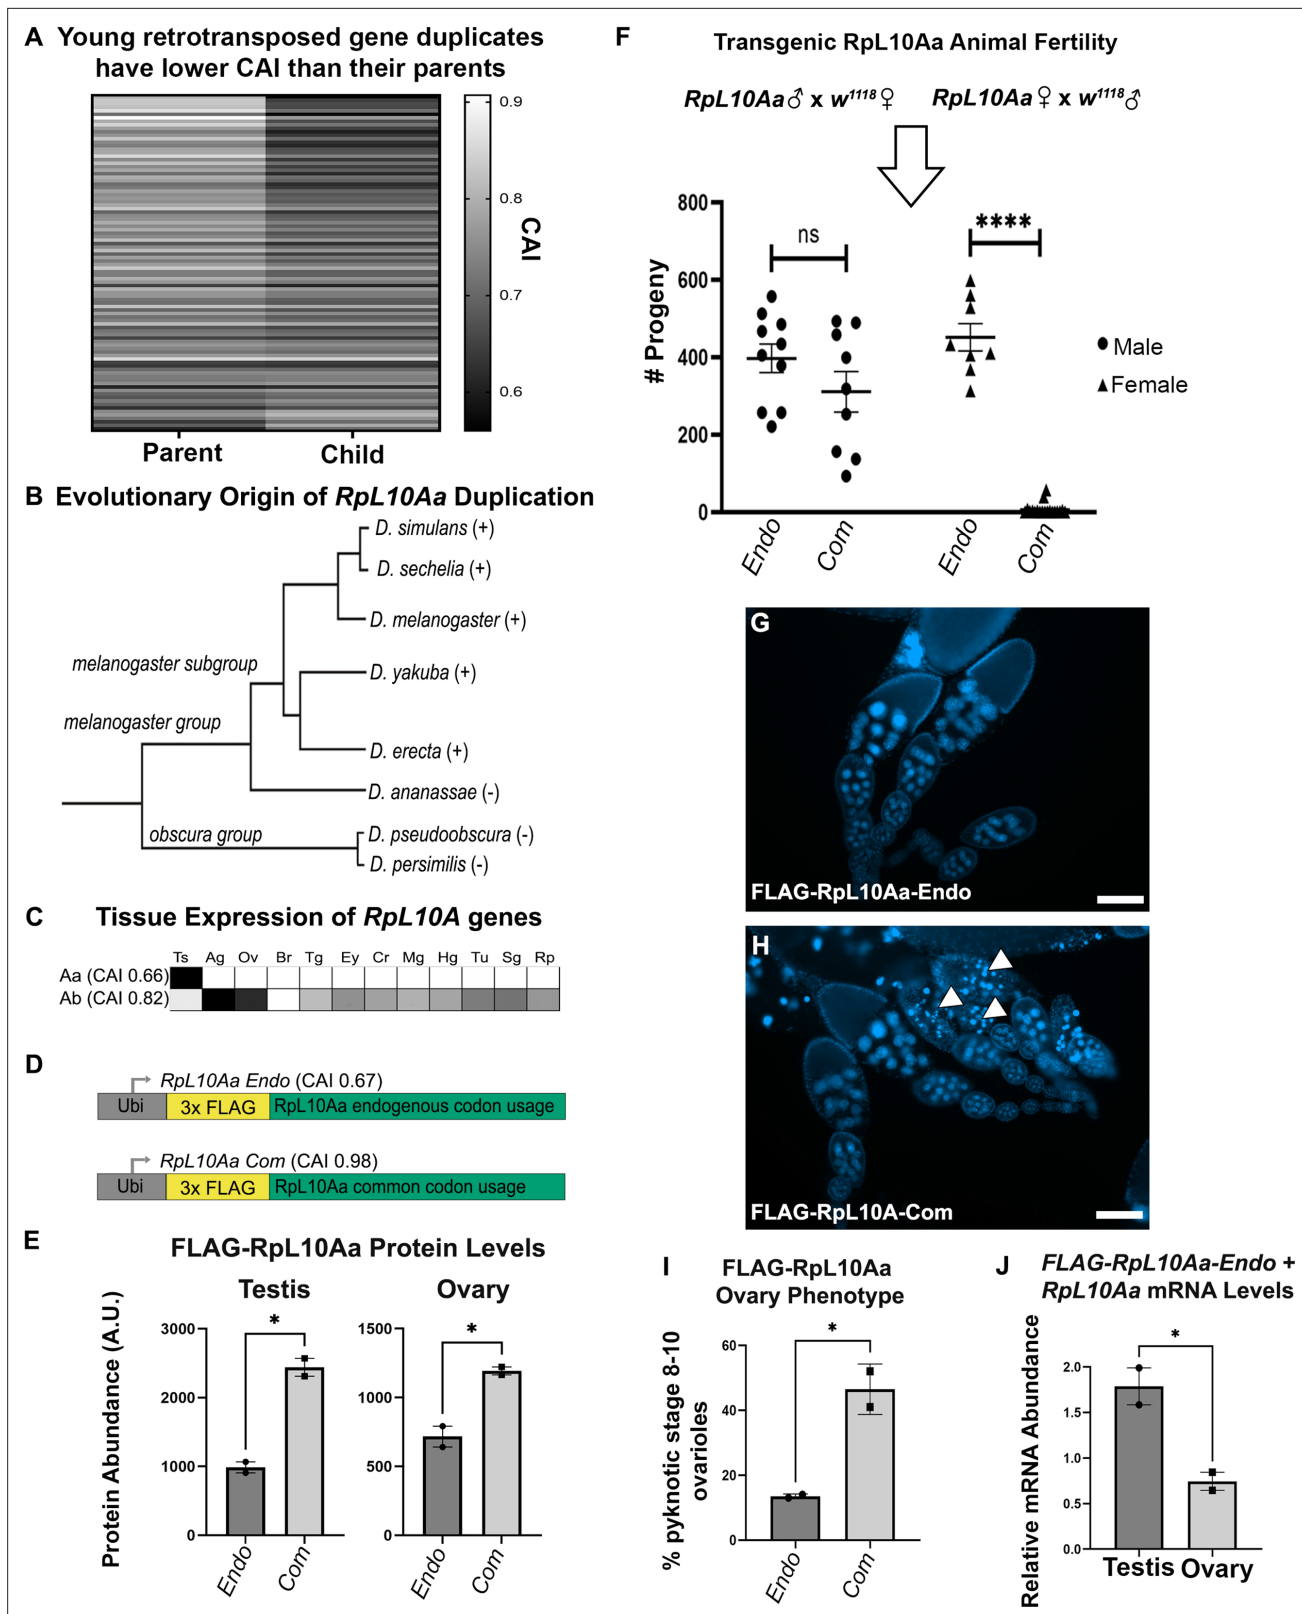 A Young retrotransposed gene duplicates
have lower CAI than their parents
0.9
0.8
0.7
0.6
CAI
Parent Child
B Evolutionary Origin of RpL10Aa Duplication
D. simulans (+)
D. sechelia (+)
D. melanogaster (+)
melanogaster subgroup
D. yakuba (+)
melanogaster group
D. erecta (+)
D. ananassae (-)
obscura group
D. pseudoobscura (-)
D. persimilis (-)
C Tissue Expression of RpL10A genes
Ts Ag Ov Br Tg Ey Cr Mg Hg Tu Sg Rp
Aa (CAI 0.66)
Ab (CAI 0.82)
D
RpL10Aa Endo (CAI 0.67)
Ubi 3x FLAG RpL10Aa endogenous codon usage
RpL10Aa Com (CAI 0.98)
Ubi 3x FLAG RpL10Aa common codon usage
E FLAG-RpL10Aa Protein Levels
Testis Ovary
Protein Abundance (A.U.)
3000
2000
1000
0
*
Endo Com
1500
1000
500
0
*
Endo Com
F Transgenic RpL10Aa Animal Fertility
RpL10Aa♂ x w1118♀ RpL10Aa♀ x w1118♂
# Progeny
800
600
400
200
0
ns
****
Male
Female
Endo Com Endo Com
G
FLAG-RpL10Aa-Endo
H
FLAG-RpL10A-Com
I FLAG-RpL10Aa
Ovary Phenotype
% pyknotic stage 8-10
ovarioles
60
40
20
0
*
Endo Com
J FLAG-RpL10Aa-Endo +
RpL10Aa mRNA Levels
Relative mRNA Abundance
2.0
1.5
1.0
0.5
0.0
*
Testis Ovary